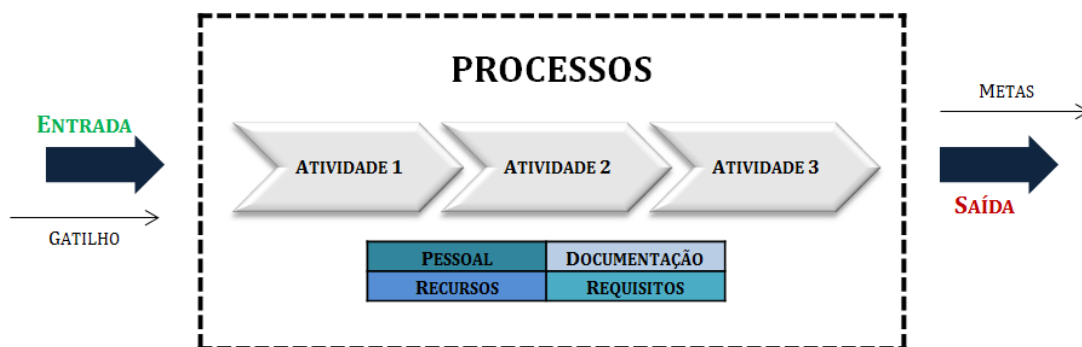 PROCESSOS
METAS
ENTRADA
ATIVIDADE 1
ATIVIDADE 2
ATIVIDADE 3
SAÍDA
GATILHO
PESSOAL
DOCUMENTAÇÃO
RECURSOS
REQUISITOS